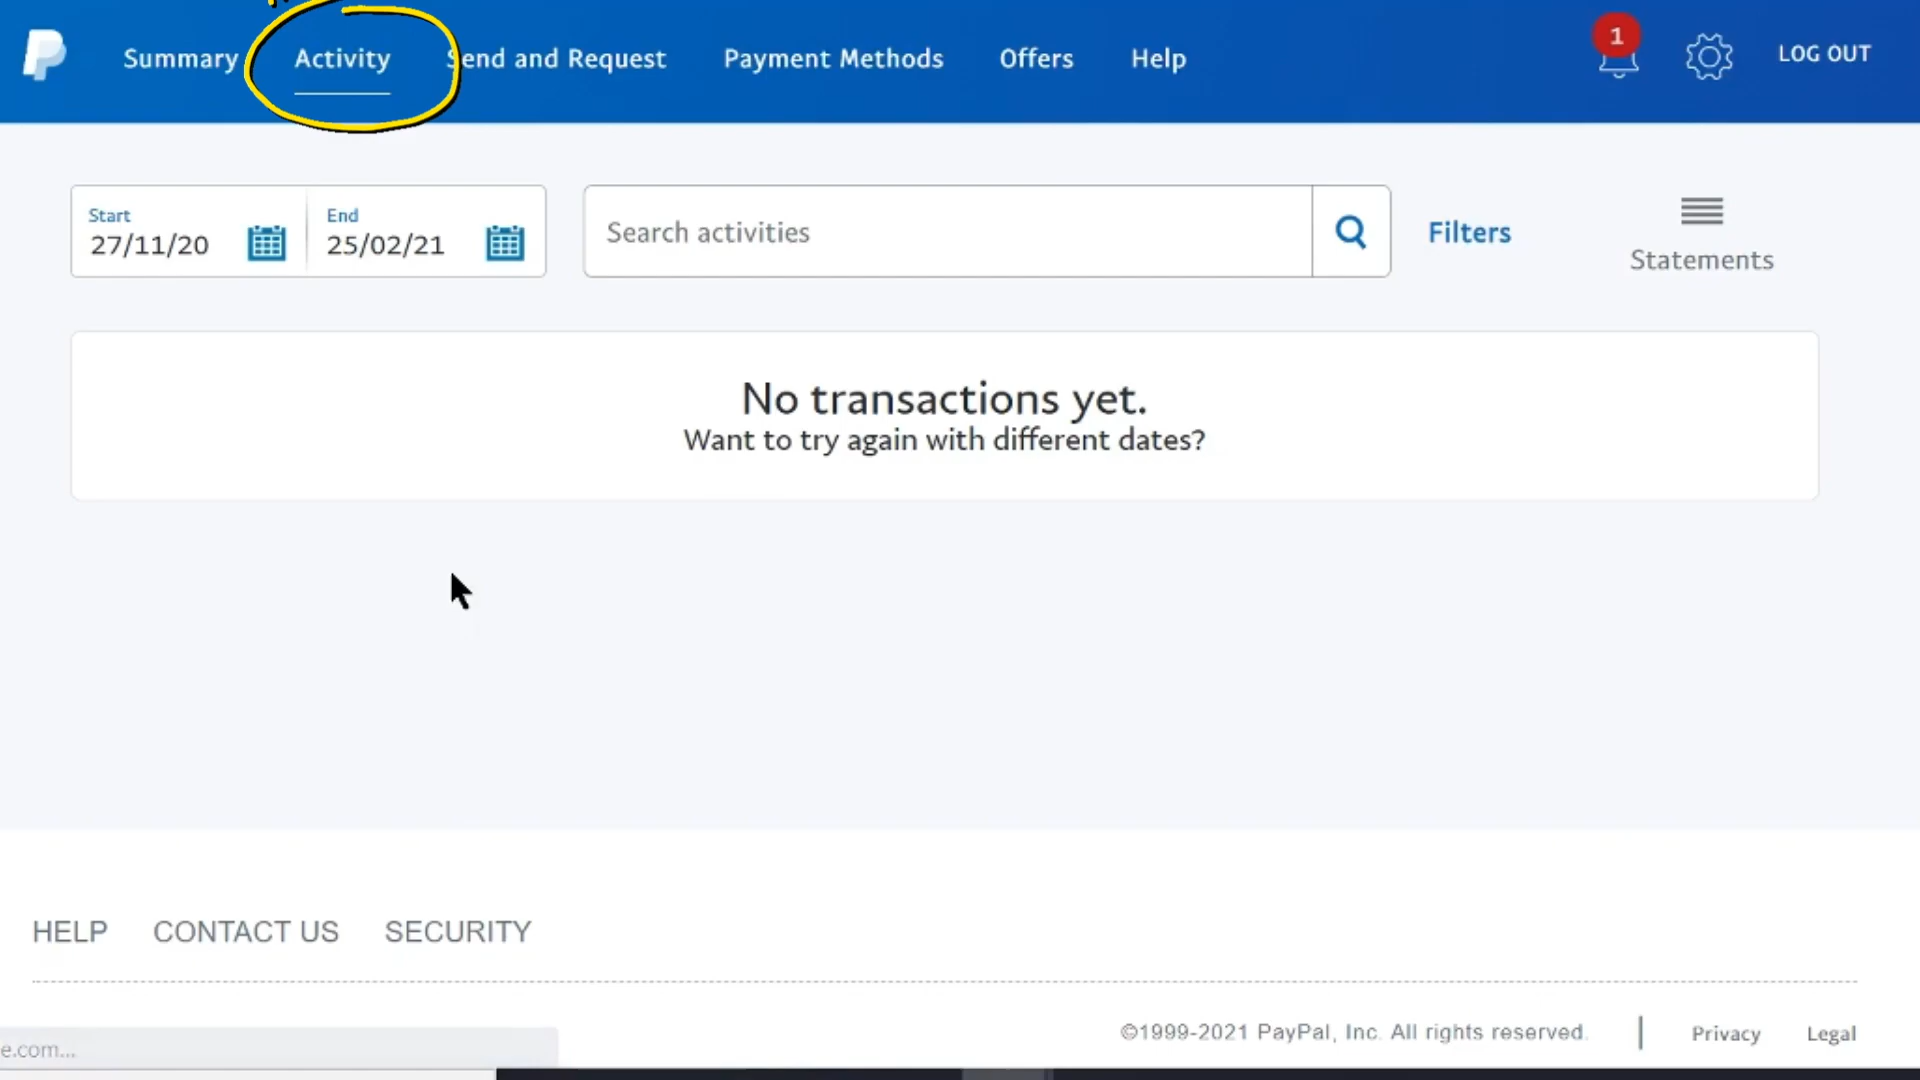 Summary Activity Send and Request Payment Methods Offers Help 1 LOG OUT
Start End
27/11/20 25/02/21
Search activities Filters Statements
No transactions yet.
Want to try again with different dates?
HELP CONTACT US SECURITY
©1999-2021 PayPal, Inc. All rights reserved. Privacy Legal
e.com...